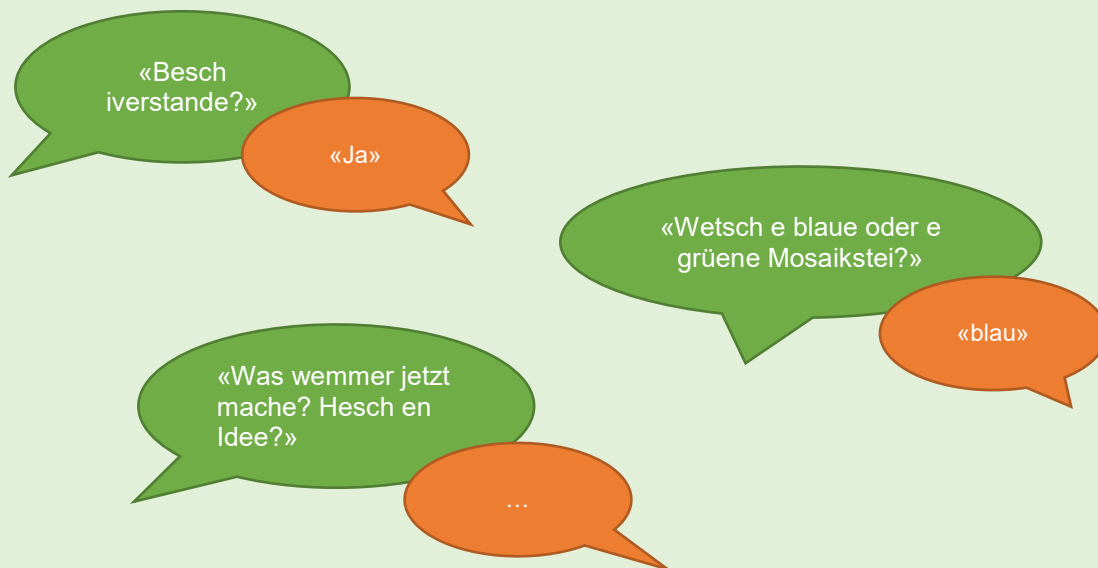 «Besch
iverstande?»
«Ja»
«Wetsch e blaue oder e
grüene Mosaikstei?»
«blau»
«Was wemmer jetzt
mache? Hesch en
Idee?»
…